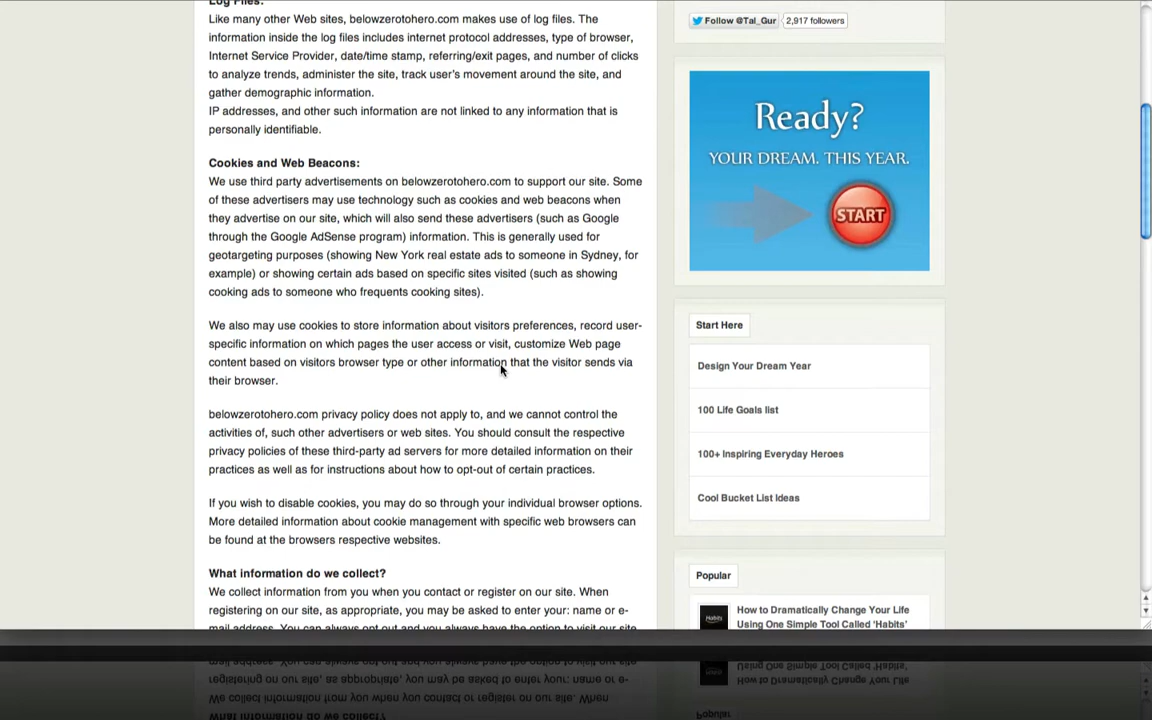 Log Files:
Like many other Web sites, belowzerotohero.com makes use of log files. The
information inside the log files includes internet protocol addresses, type of browser,
Internet Service Provider, date/time stamp, referring/exit pages, and number of clicks
to analyze trends, administer the site, track user's movement around the site, and
gather demographic information.
IP addresses, and other such information are not linked to any information that is
personally identifiable.
Cookies and Web Beacons:
We use third party advertisements on belowzerotohero.com to support our site. Some
of these advertisers may use technology such as cookies and web beacons when
they advertise on our site, which will also send these advertisers (such as Google
through the Google AdSense program) information. This is generally used for
geotargeting purposes (showing New York real estate ads to someone in Sydney, for
example) or showing certain ads based on specific sites visited (such as showing
cooking ads to someone who frequents cooking sites).
We also may use cookies to store information about visitors preferences, record user-
specific information on which pages the user access or visit, customize Web page
content based on visitors browser type or other information that the visitor sends via
their browser.
belowzerotohero.com privacy policy does not apply to, and we cannot control the
activities of, such other advertisers or web sites. You should consult the respective
privacy policies of these third-party ad servers for more detailed information on their
practices as well as for instructions about how to opt-out of certain practices.
If you wish to disable cookies, you may do so through your individual browser options.
More detailed information about cookie management with specific web browsers can
be found at the browsers respective websites.
What information do we collect?
We collect information from you when you contact or register on our site. When
registering on our site, as appropriate, you may be asked to enter your: name or e-
mail address. You can always opt out and you always have the option to visit our site
Follow @Tal_Gur 2,917 followers
Ready?
YOUR DREAM. THIS YEAR.
START
Start Here
Design Your Dream Year
100 Life Goals list
100+ Inspiring Everyday Heroes
Cool Bucket List Ideas
Popular
Habits
How to Dramatically Change Your Life
Using One Simple Tool Called 'Habits'